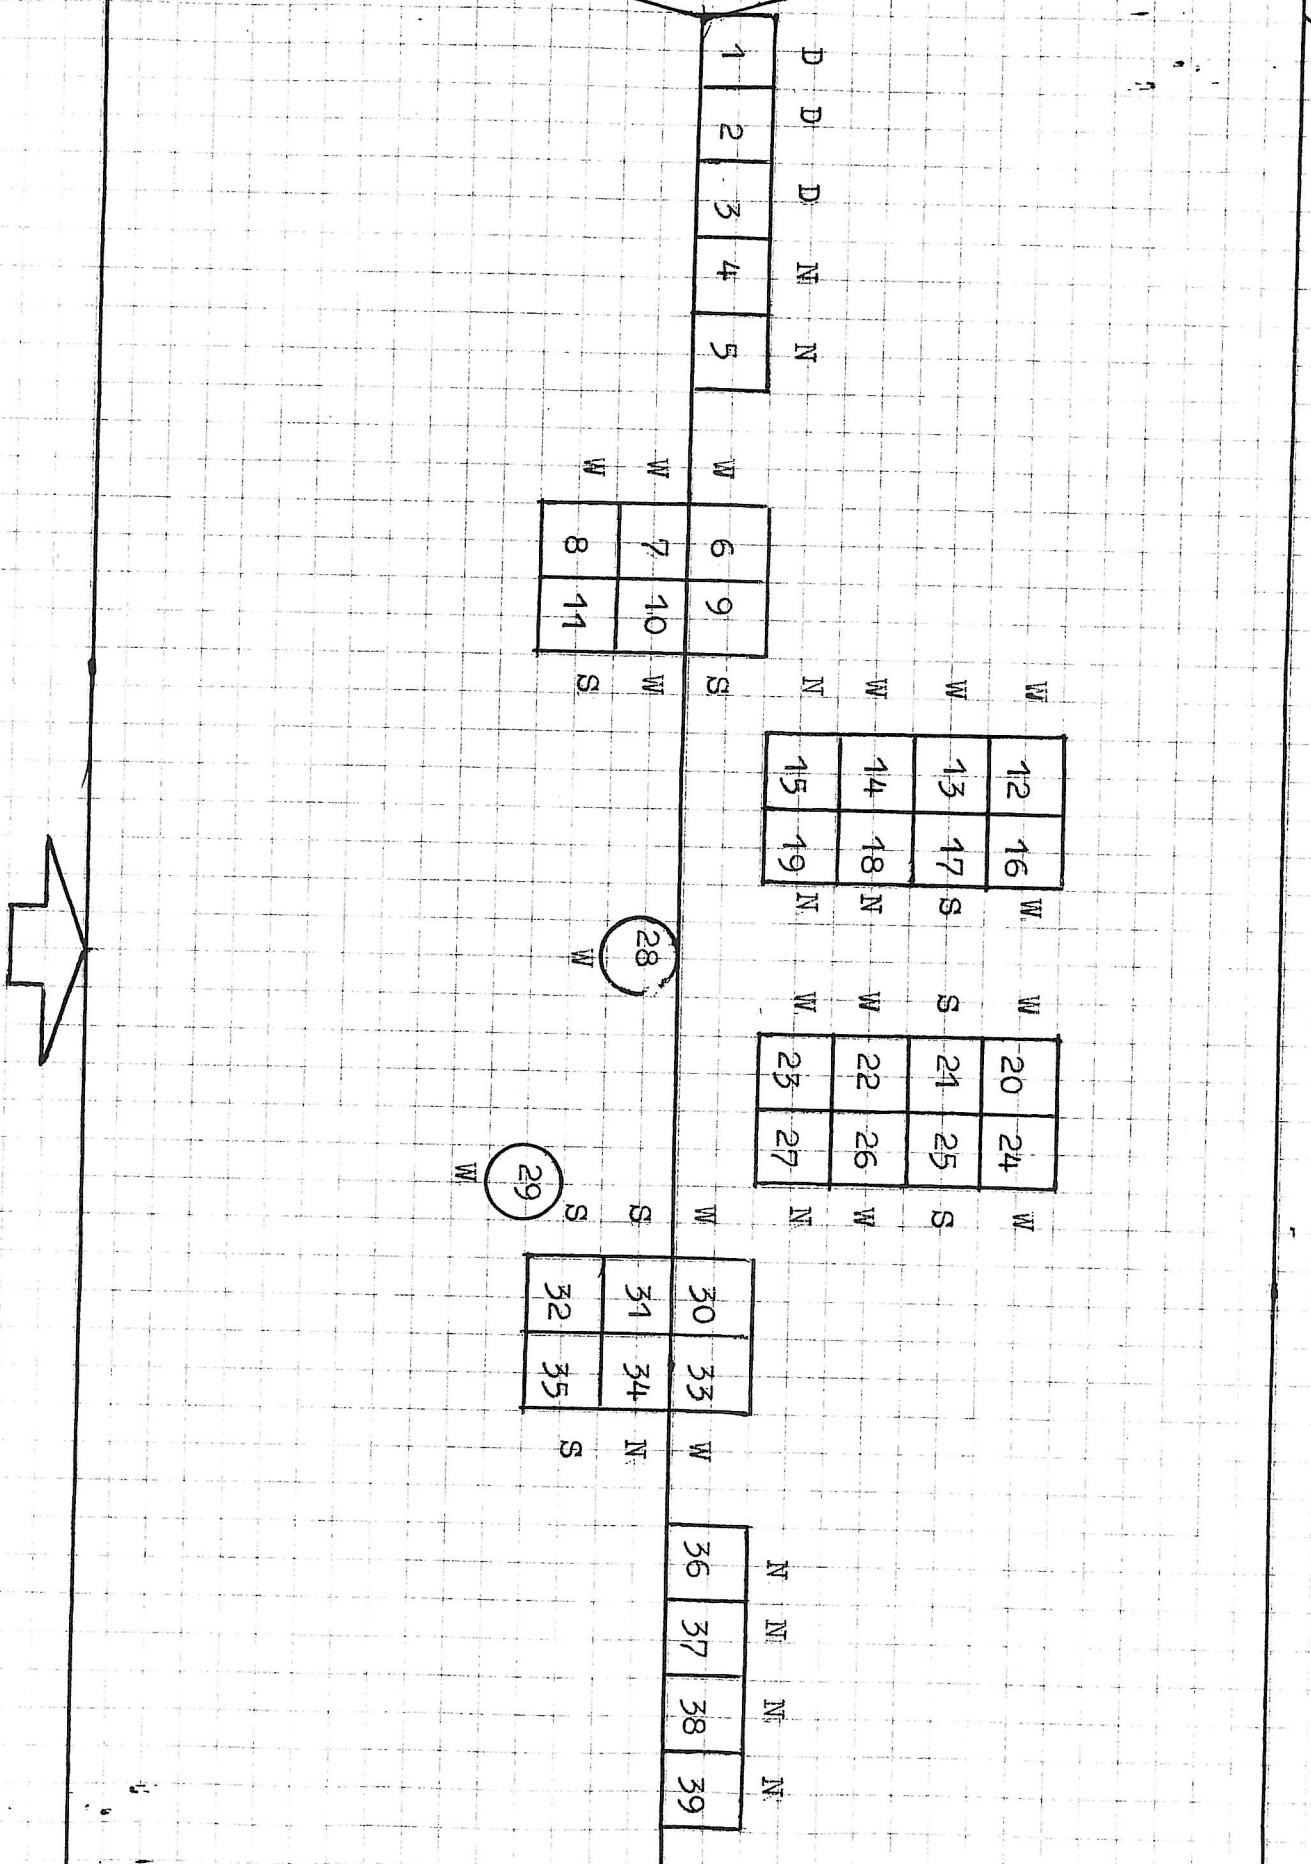 W 12 16 W W 20 24 W
W 13 17 S S 21 25 S
W 14 18 N W 22 26 W
D D D N N N 15 19 N W 23 27 N N N N N
1 2 3 4 5 W 6 9 S W 30 33 W 36 37 38 39
W 7 10 W 28 S 31 34 N
W 8 11 S W S 32 35 S
29
W